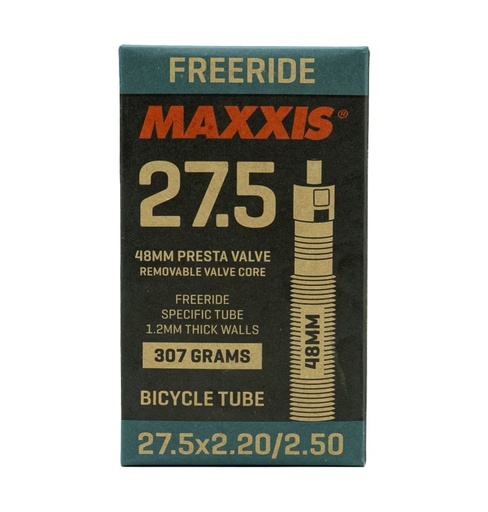 FREERIDE
MAXXIS®
27.5
48MM PRESTA VALVE
REMOVABLE VALVE CORE
FREERIDE
SPECIFIC TUBE
1.2MM THICK WALLS
307 GRAMS
48MM
BICYCLE TUBE
27.5x2.20/2.50